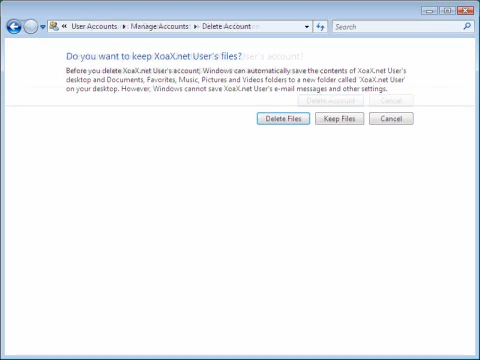 « User Accounts ▸ Manage Accounts ▸ Delete Account
Search
Do you want to keep XoaX.net User's files?
Before you delete XoaX.net User's account, Windows can automatically save the contents of XoaX.net User's
desktop and Documents, Favorites, Music, Pictures and Videos folders to a new folder called 'XoaX.net User'
on your desktop. However, Windows cannot save XoaX.net User's e-mail messages and other settings.
Delete Account Cancel
Delete Files Keep Files Cancel